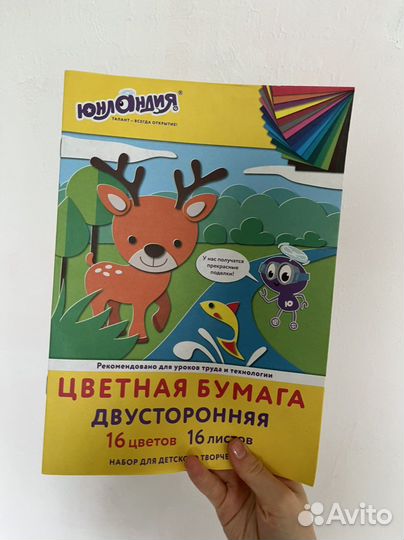 ЮНЛАНДИЯ®
ТАЛАНТ – ВСЕГДА ОТКРЫТИЕ!
У нас получатся
прекрасные
поделки!
Ю
Рекомендовано для уроков труда и технологии
ЦВЕТНАЯ БУМАГА
ДВУСТОРОННЯЯ
16 цветов 16 листов
НАБОР ДЛЯ ДЕТСКОГО ТВОРЧЕ
Avito